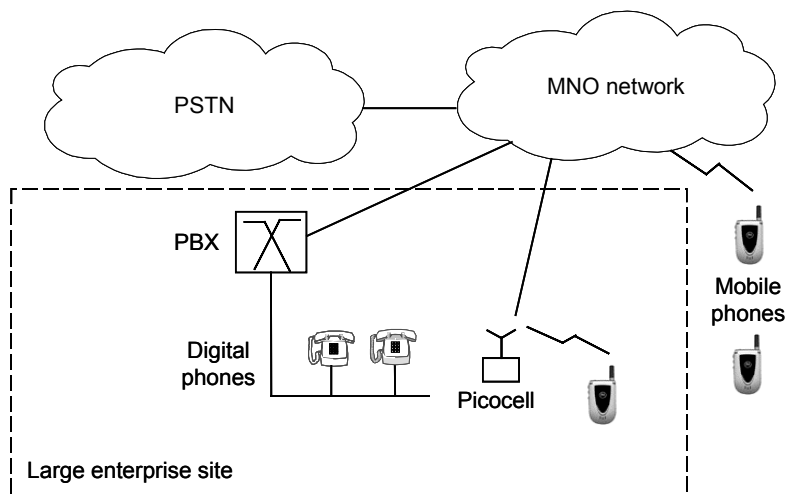 PSTN
MNO network
PBX
Mobile
phones
Digital
phones
Picocell
Large enterprise site